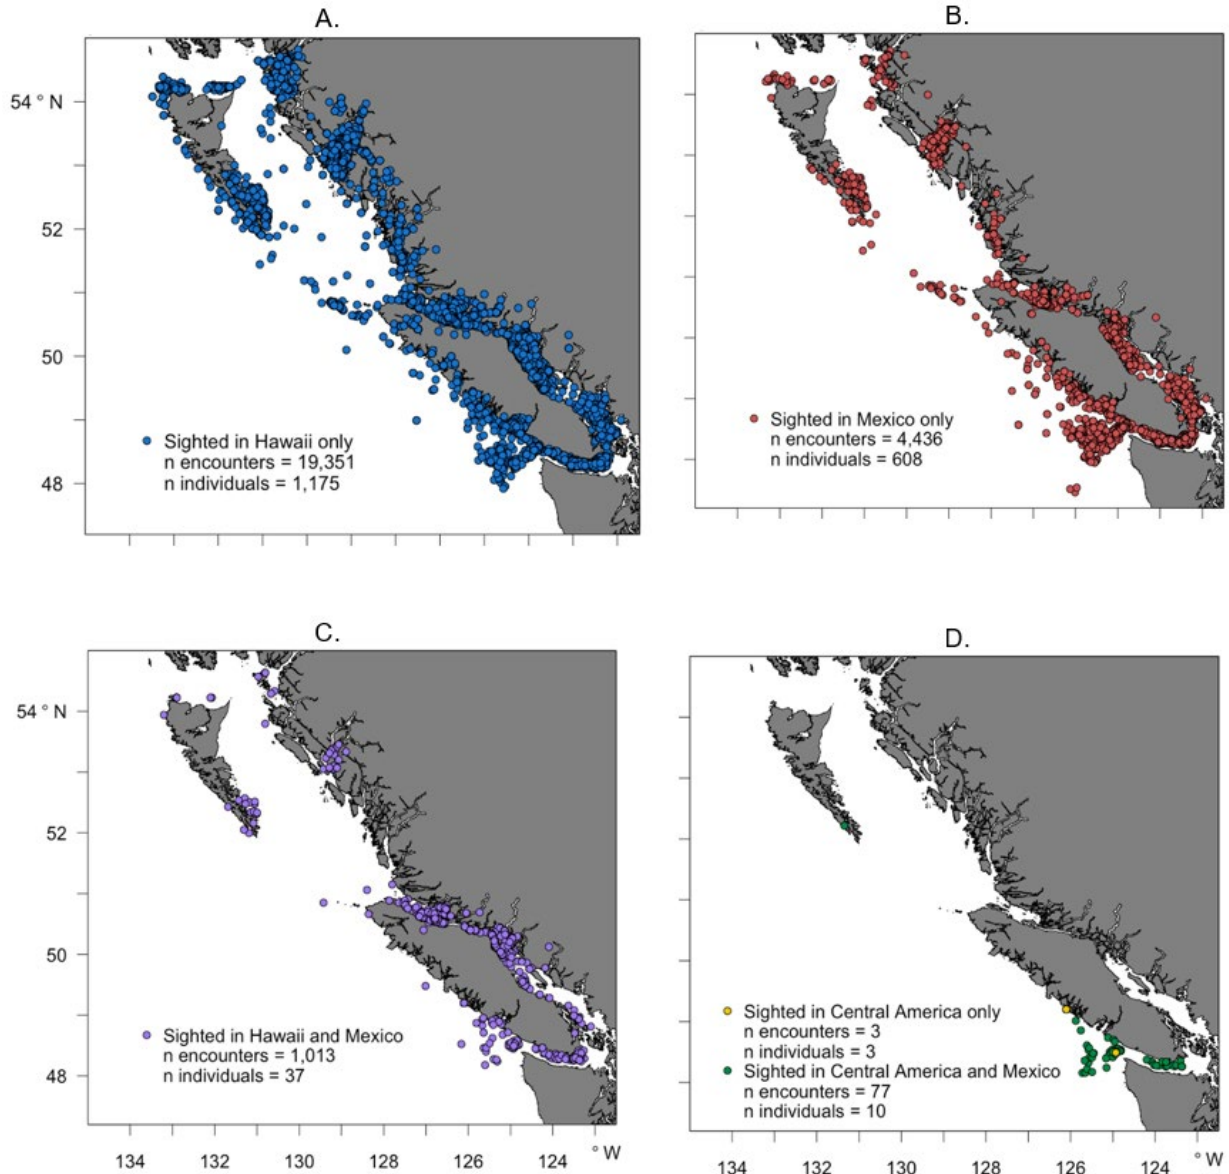 A.
54 ° N
52
50
48
Sighted in Hawaii only
n encounters = 19,351
n individuals = 1,175
B.
Sighted in Mexico only
n encounters = 4,436
n individuals = 608
C.
54 ° N
52
50
48
Sighted in Hawaii and Mexico
n encounters = 1,013
n individuals = 37
134 132 130 128 126 124 ° W
D.
Sighted in Central America only
n encounters = 3
n individuals = 3
Sighted in Central America and Mexico
n encounters = 77
n individuals = 10
134 132 130 128 126 124 ° W